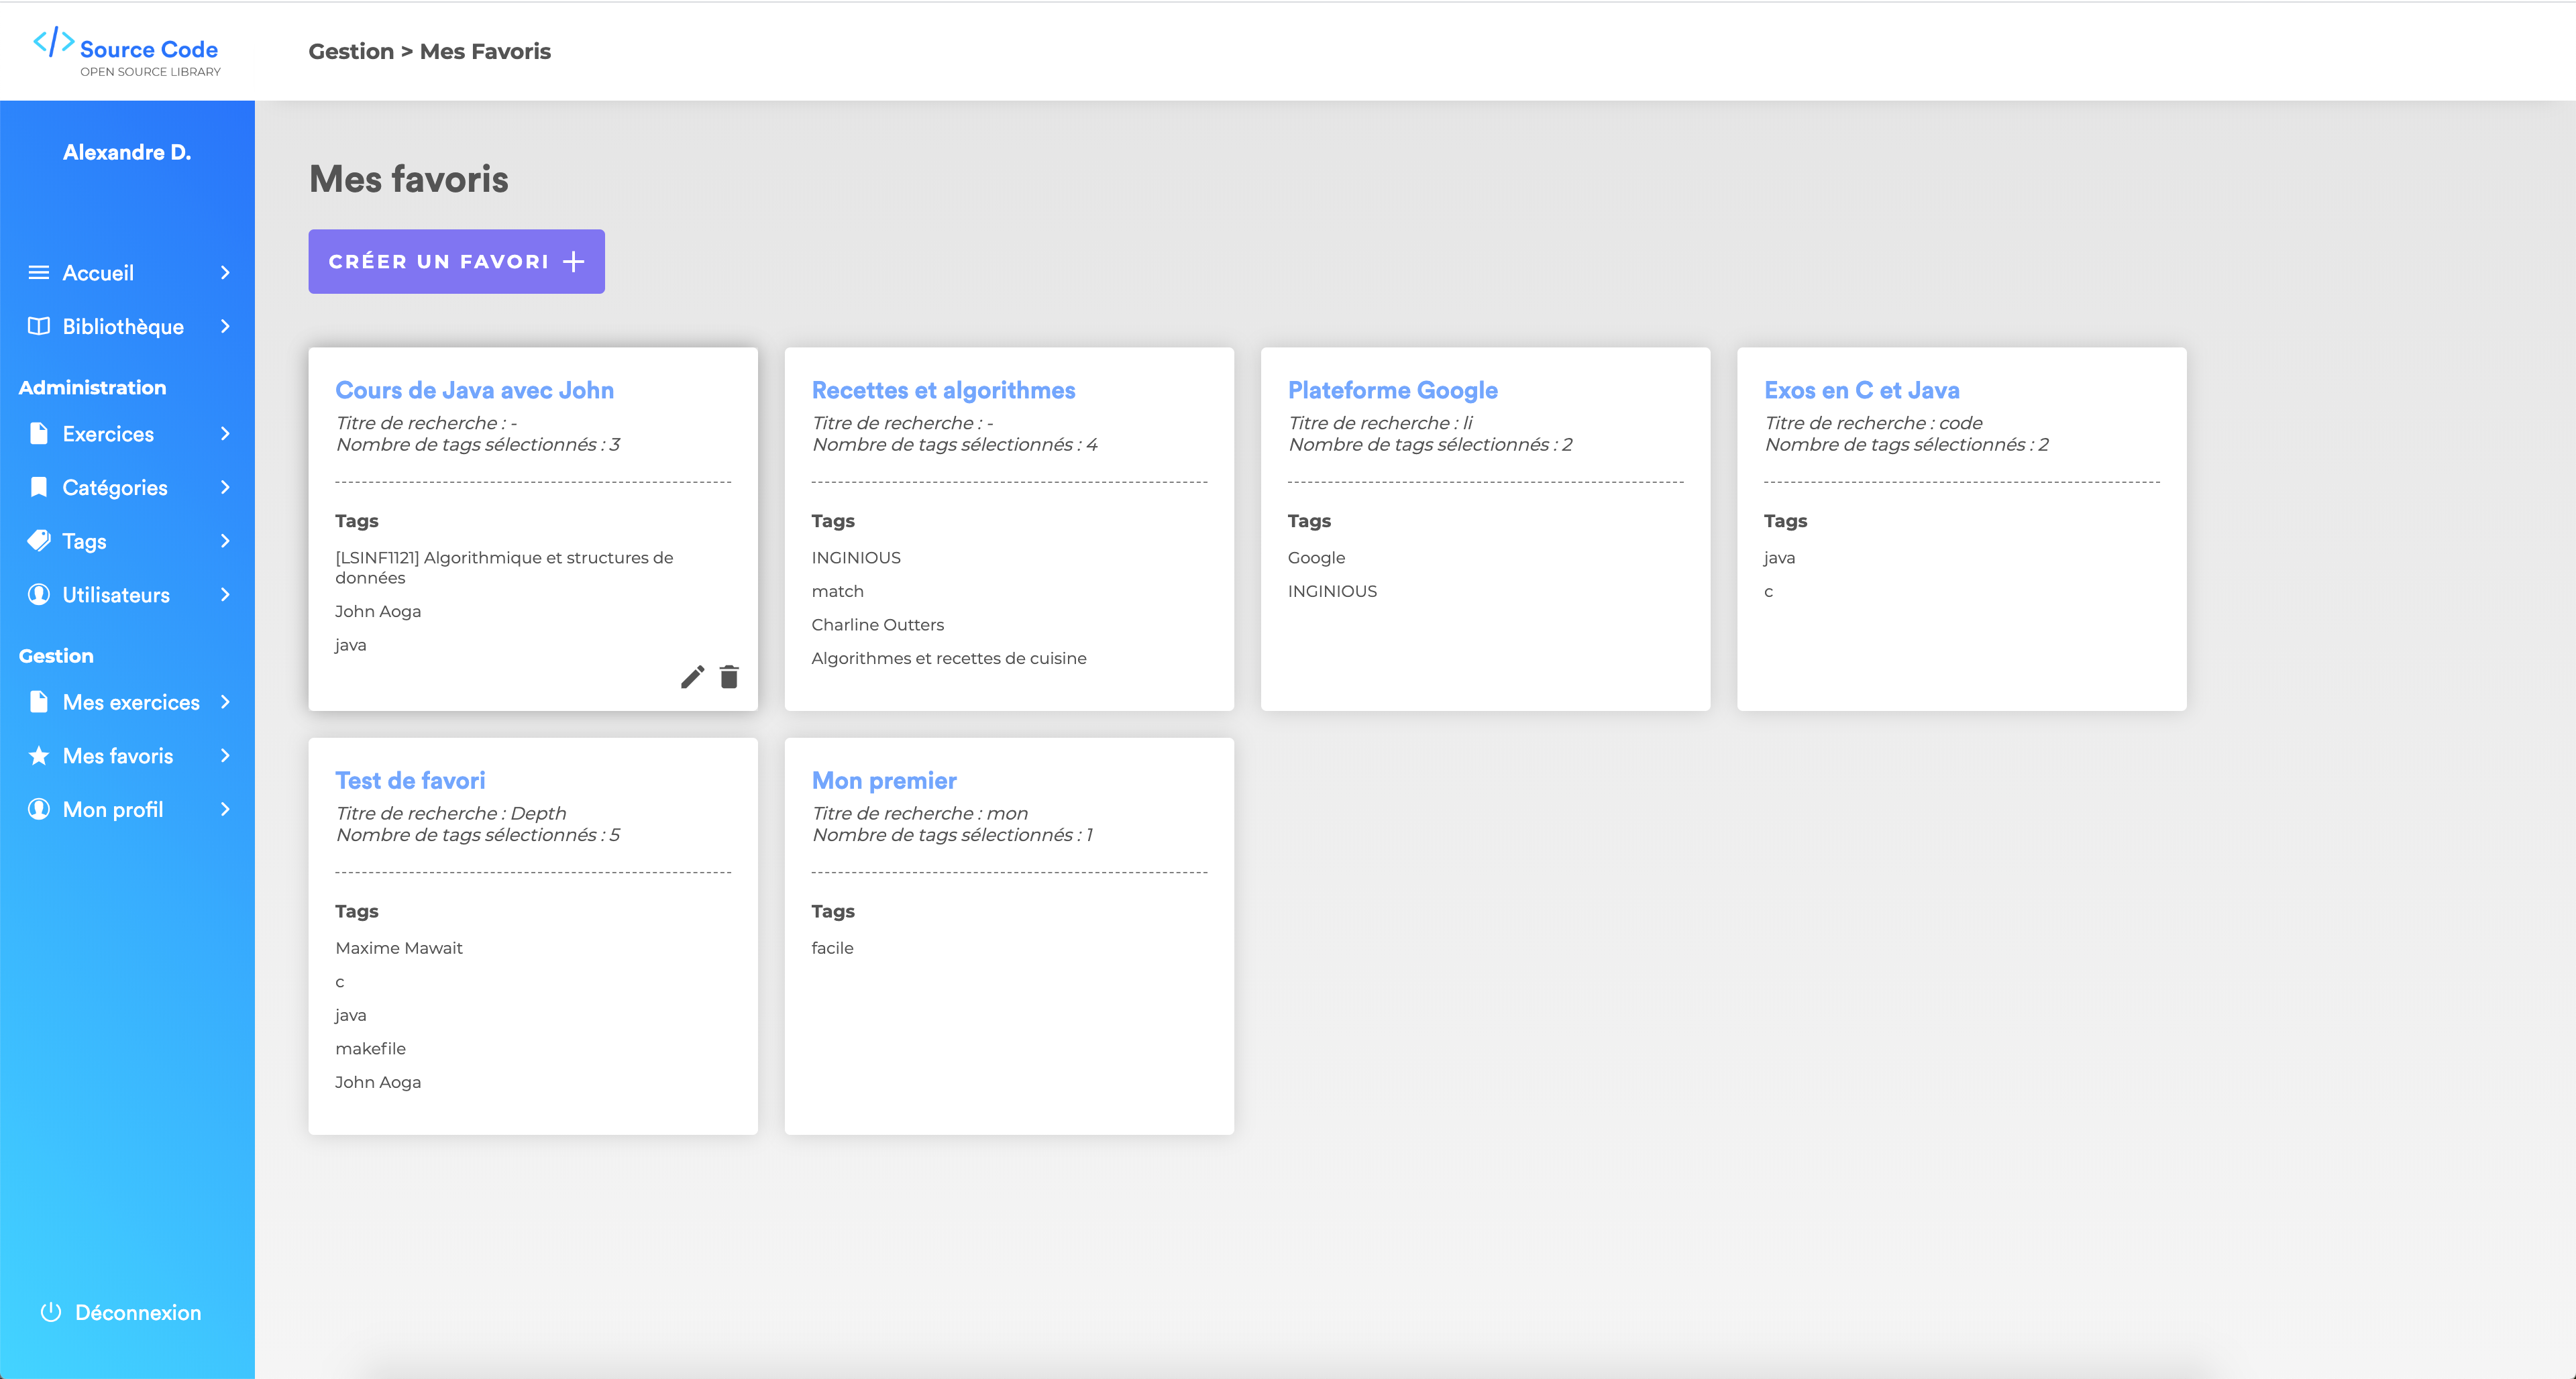 </> Source Code
OPEN SOURCE LIBRARY
Gestion > Mes Favoris
Alexandre D.
Accueil
Bibliothèque
Administration
Exercices
Catégories
Tags
Utilisateurs
Gestion
Mes exercices
Mes favoris
Mon profil
Déconnexion
Mes favoris
CRÉER UN FAVORI +
Cours de Java avec John
Titre de recherche : -
Nombre de tags sélectionnés : 3
Tags
[LSINF1121] Algorithmique et structures de
données
John Aoga
java
Recettes et algorithmes
Titre de recherche : -
Nombre de tags sélectionnés : 4
Tags
INGINIOUS
match
Charline Outters
Algorithmes et recettes de cuisine
Plateforme Google
Titre de recherche : li
Nombre de tags sélectionnés : 2
Tags
Google
INGINIOUS
Exos en C et Java
Titre de recherche : code
Nombre de tags sélectionnés : 2
Tags
java
c
Test de favori
Titre de recherche : Depth
Nombre de tags sélectionnés : 5
Tags
Maxime Mawait
c
java
makefile
John Aoga
Mon premier
Titre de recherche : mon
Nombre de tags sélectionnés : 1
Tags
facile